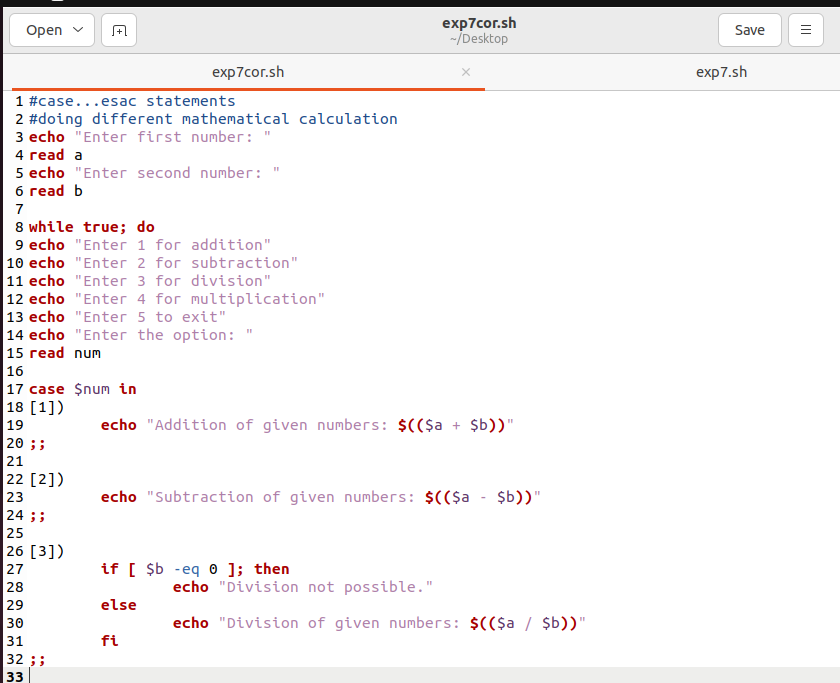 Open
exp7cor.sh
~/Desktop
Save
exp7cor.sh
exp7.sh
1 #case...esac statements
2 #doing different mathematical calculation
3 echo "Enter first number: "
4 read a
5 echo "Enter second number: "
6 read b
7
8 while true; do
9 echo "Enter 1 for addition"
10 echo "Enter 2 for subtraction"
11 echo "Enter 3 for division"
12 echo "Enter 4 for multiplication"
13 echo "Enter 5 to exit"
14 echo "Enter the option: "
15 read num
16
17 case $num in
18 [1])
19         echo "Addition of given numbers: $(($a + $b))"
20 ;;
21
22 [2])
23         echo "Subtraction of given numbers: $(($a - $b))"
24 ;;
25
26 [3])
27         if [ $b -eq 0 ]; then
28                 echo "Division not possible."
29         else
30                 echo "Division of given numbers: $(($a / $b))"
31         fi
32 ;;
33